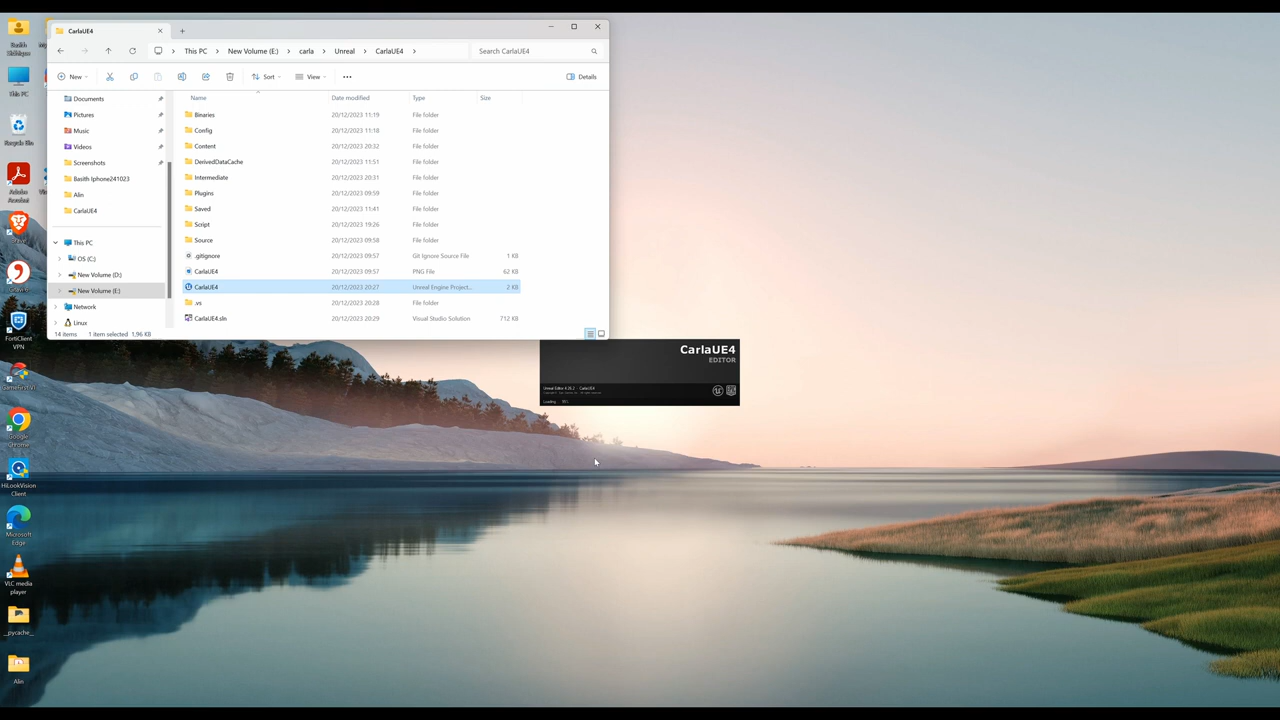 CarlaUE4
This PC
New Volume (E:)
carla
Unreal
CarlaUE4
Search CarlaUE4
New
Sort
View
Details
Documents
Pictures
Music
Videos
Screenshots
Basith Iphone241023
Alin
CarlaUE4
This PC
OS (C:)
New Volume (D:)
New Volume (E:)
Network
Linux
Name Date modified Type Size
Binaries 20/12/2023 11:19 File folder
Config 20/12/2023 11:18 File folder
Content 20/12/2023 20:32 File folder
DerivedDataCache 20/12/2023 11:51 File folder
Intermediate 20/12/2023 20:31 File folder
Plugins 20/12/2023 09:59 File folder
Saved 20/12/2023 11:41 File folder
Script 20/12/2023 19:26 File folder
Source 20/12/2023 09:58 File folder
.gitignore 20/12/2023 09:57 Git Ignore Source File 1 KB
CarlaUE4 20/12/2023 09:57 PNG File 62 KB
CarlaUE4 20/12/2023 20:27 Unreal Engine Project... 2 KB
.vs 20/12/2023 20:28 File folder
CarlaUE4.sln 20/12/2023 20:29 Visual Studio Solution 712 KB
14 items 1 item selected 1.96 KB
CarlaUE4
EDITOR
Basith
This PC
Recycle Bin
Adobe
Acrobat
FortiClient
VPN
GameFirst VI
Google
Chrome
HiLookVision
Client
Microsoft
Edge
VLC media
player
_pycache_
Alin